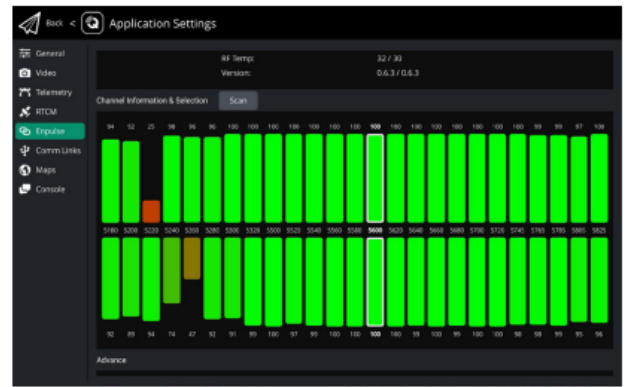 Back < Application Settings
General
Video
Telemetry
RTCM
Enpulse
Comm Links
Maps
Console
RF Temp: 32 / 30
Version: 0.6.3 / 0.6.3
Channel Information & Selection Scan
94 92 25 98 96 96 100 100 100 100 100 100 100 100 100 100 100 100 99 99 97 100
5180 5200 5220 5240 5260 5280 5300 5320 5500 5520 5540 5560 5580 5600 5620 5640 5660 5680 5700 5720 5745 5765 5785 5805 5825
92 89 94 74 47 92 91 99 100 97 99 100 100 100 100 99 100 99 100 100 98 98 99 95 96
Advance